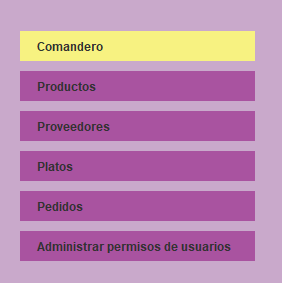 Comandero
Productos
Proveedores
Platos
Pedidos
Administrar permisos de usuarios